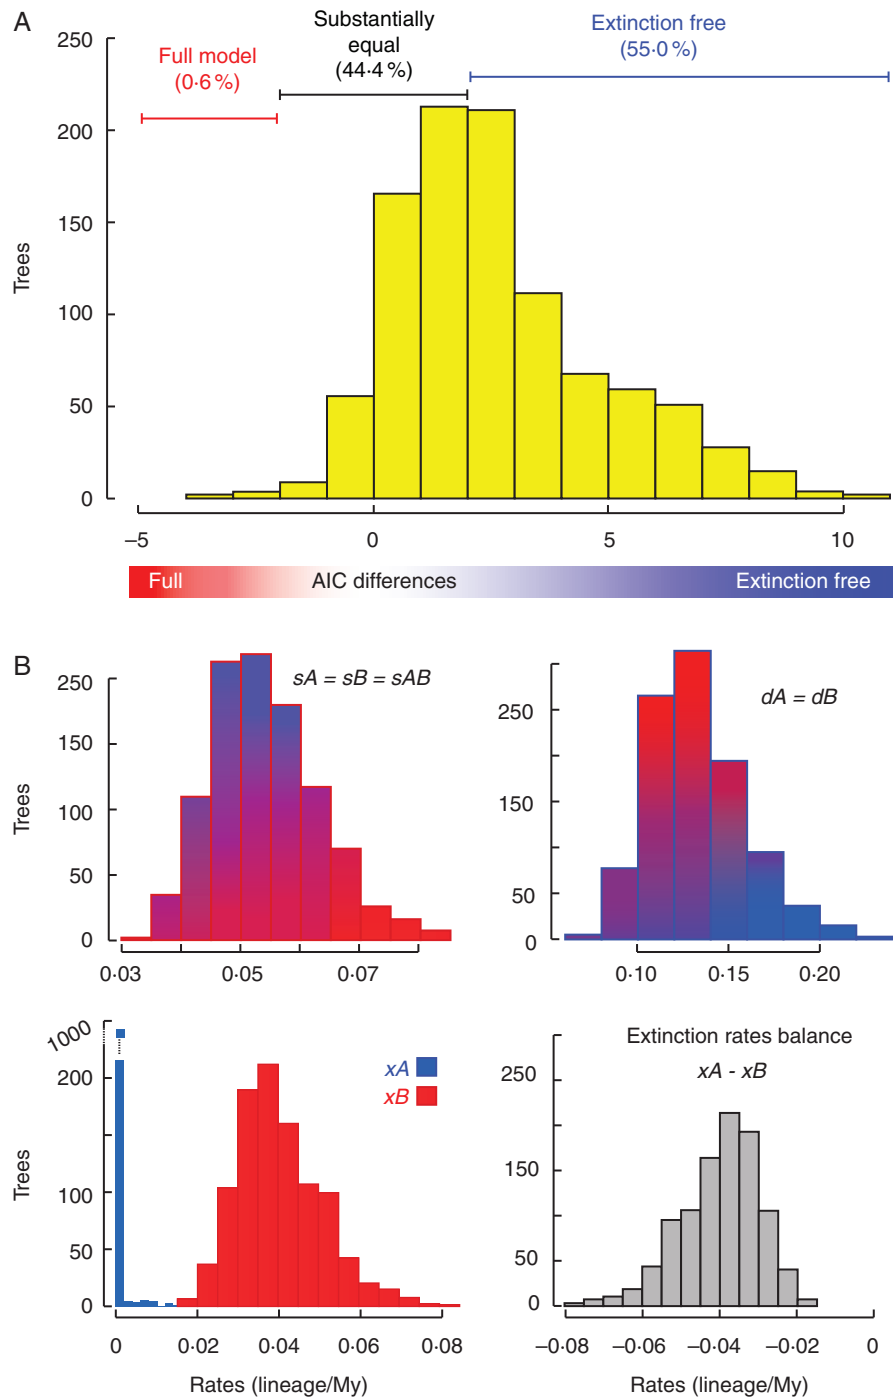 A
Full model
(0·6 %)
Substantially
equal
(44·4 %)
Extinction free
(55·0 %)
250
200
150
100
50
0
Trees
–5
0
5
10
Full
AIC differences
Extinction free
B
sA = sB = sAB
250
150
100
50
0
Trees
0·03
0·05
0·07
dA = dB
250
150
50
0
0·10
0·15
0·20
1000
200
100
50
0
Trees
xA
xB
0
0·02
0·04
0·06
0·08
Rates (lineage/My)
Extinction rates balance
xA - xB
250
150
50
0
–0·08
–0·06
–0·04
–0·02
0
Rates (lineage/My)